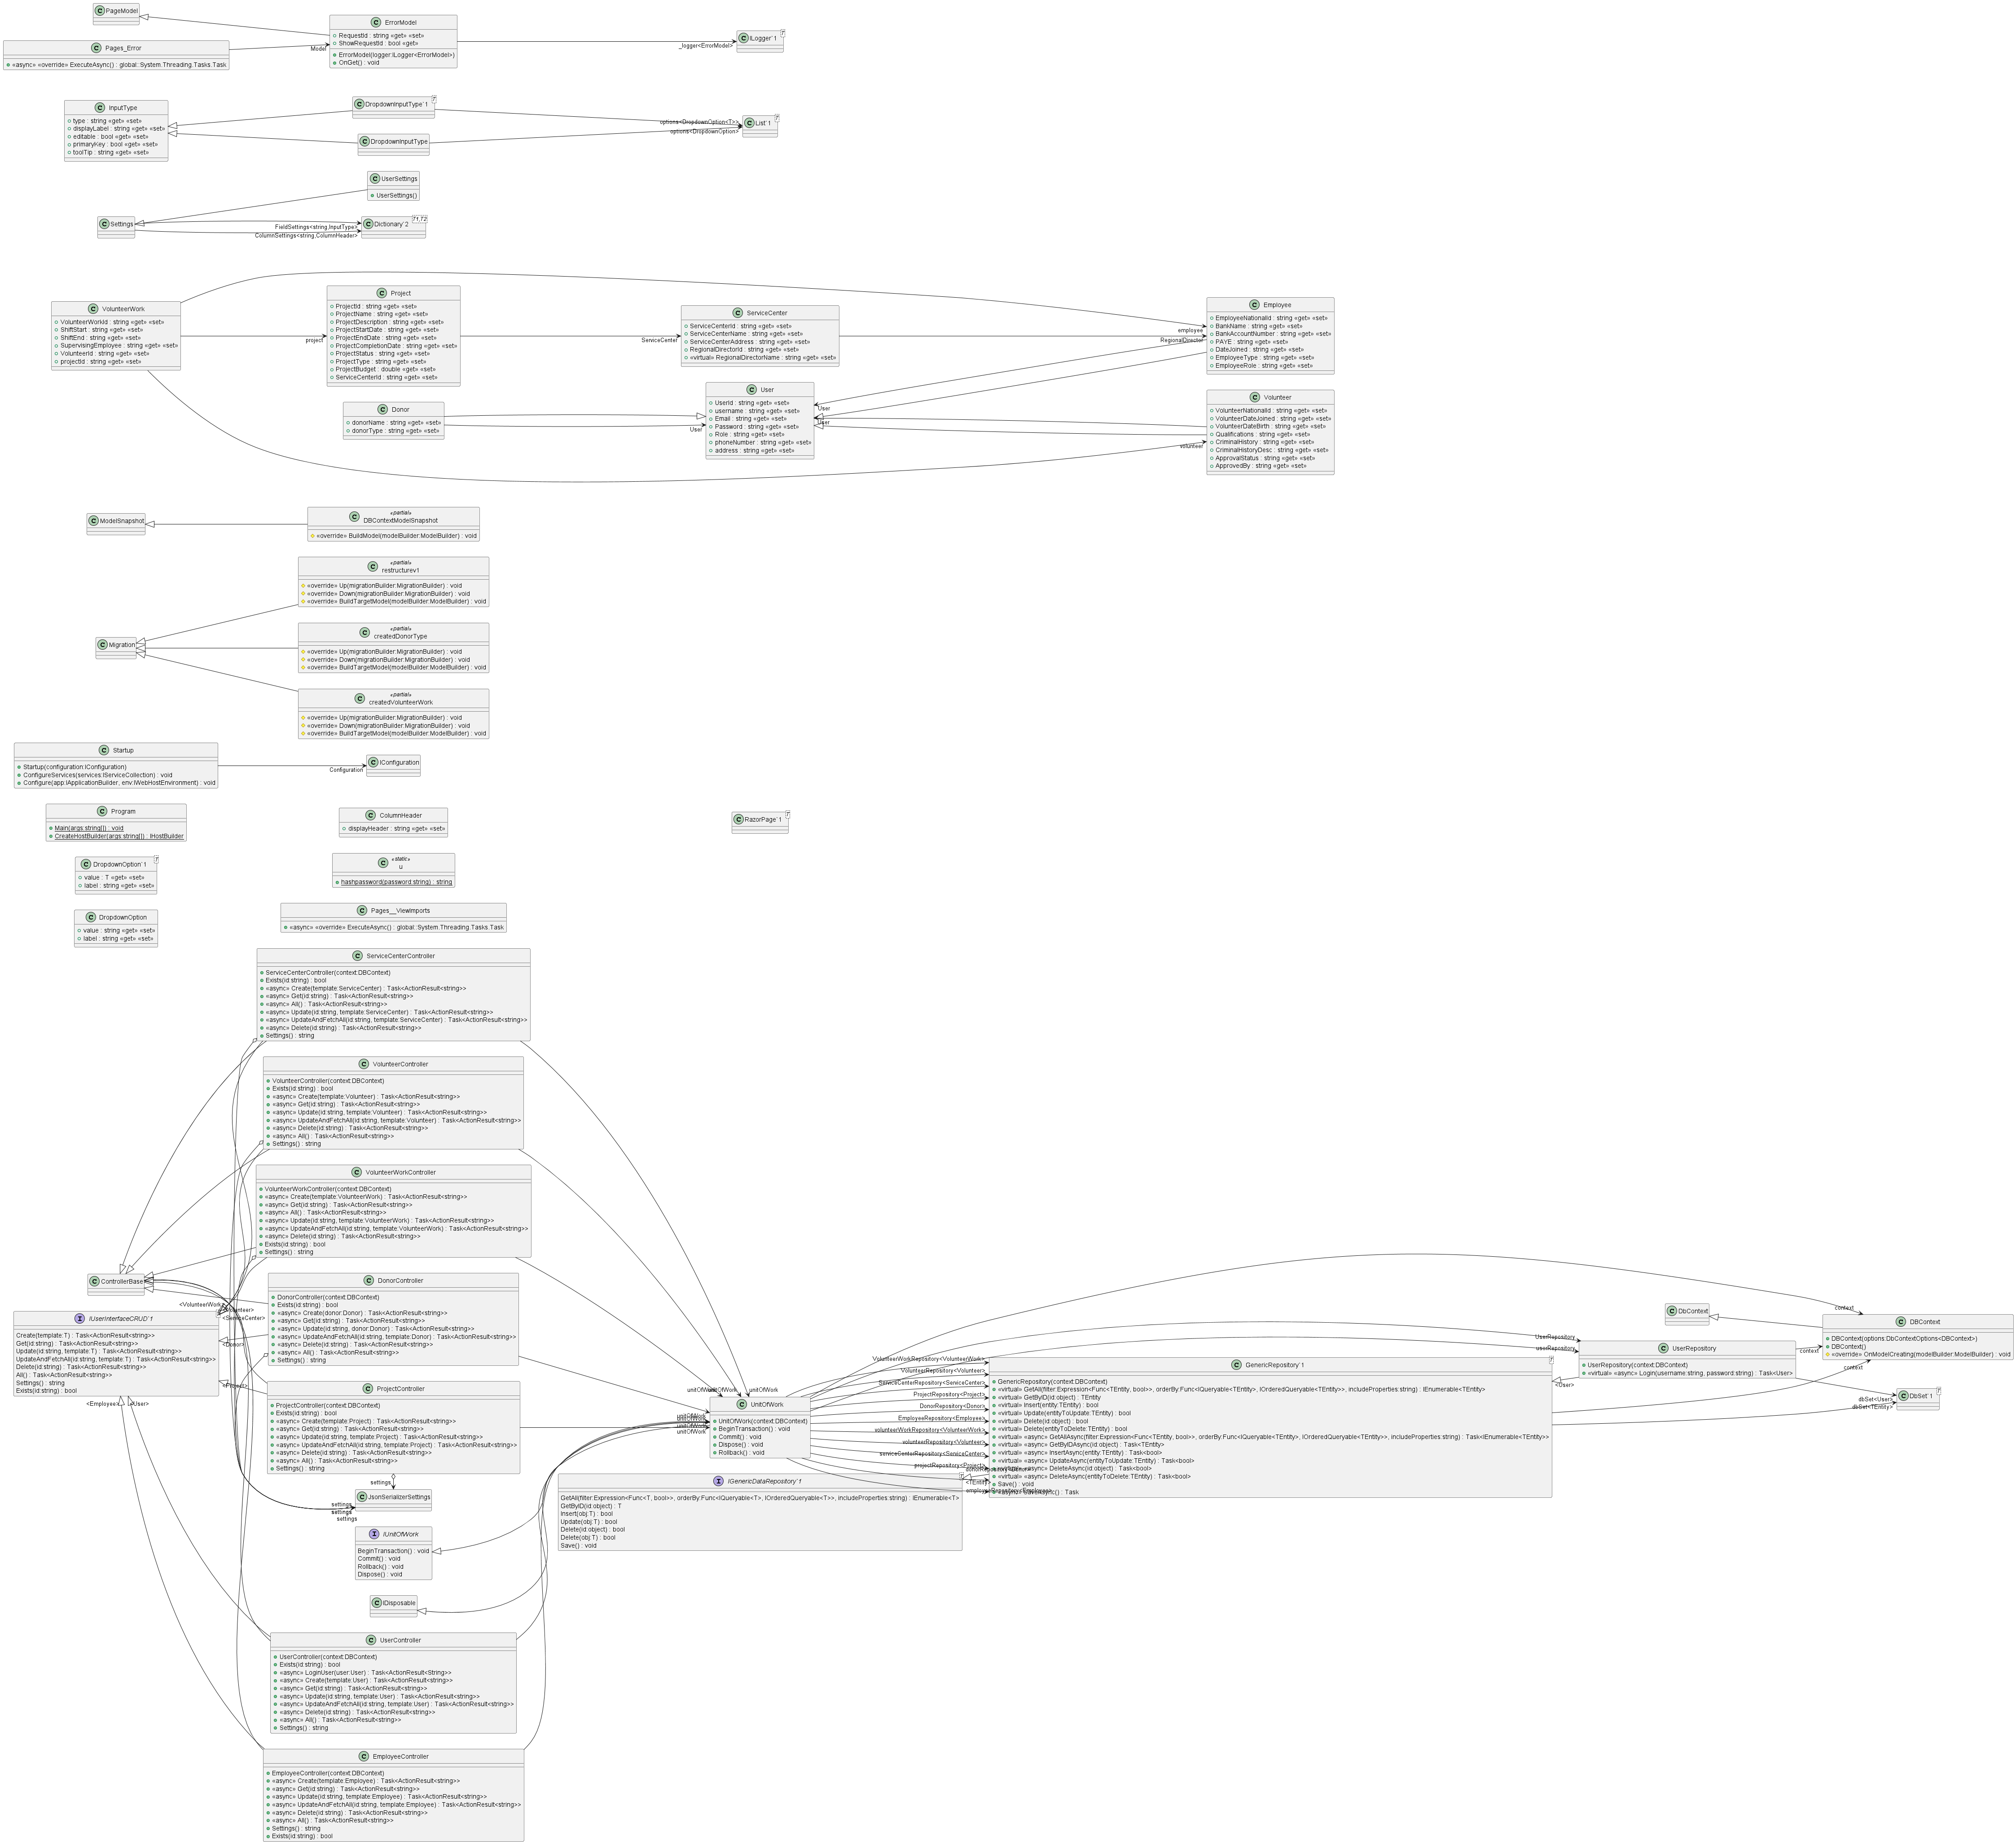 PageModel
Pages_Error
«async» «override» ExecuteAsync() : global::System.Threading.Tasks.Task
Model
ErrorModel
RequestId : string «get» «set»
ShowRequestId : bool «get»
ErrorModel(logger:ILogger<ErrorModel>)
OnGet() : void
_logger<ErrorModel>
ILogger`1
T
InputType
type : string «get» «set»
displayLabel : string «get» «set»
editable : bool «get» «set»
primaryKey : bool «get» «set»
toolTip : string «get» «set»
DropdownInputType`1
T
DropdownInputType
options<DropdownOption<T>>
options<DropdownOption>
List`1
T
UserSettings
UserSettings()
Settings
FieldSettings<string,InputType>
ColumnSettings<string,ColumnHeader>
Dictionary`2
T1,T2
VolunteerWork
VolunteerWorkId : string «get» «set»
ShiftStart : string «get» «set»
ShiftEnd : string «get» «set»
SupervisingEmployee : string «get» «set»
VolunteerId : string «get» «set»
projectId : string «get» «set»
project
Project
ProjectId : string «get» «set»
ProjectName : string «get» «set»
ProjectDescription : string «get» «set»
ProjectStartDate : string «get» «set»
ProjectEndDate : string «get» «set»
ProjectCompletionDate : string «get» «set»
ProjectStatus : string «get» «set»
ProjectType : string «get» «set»
ProjectBudget : double «get» «set»
ServiceCenterId : string «get» «set»
ServiceCenter
ServiceCenter
ServiceCenterId : string «get» «set»
ServiceCenterName : string «get» «set»
ServiceCenterAddress : string «get» «set»
RegionalDirectorId : string «get» «set»
«virtual» RegionalDirectorName : string «get» «set»
employee
RegionalDirector
Employee
EmployeeNationalId : string «get» «set»
BankName : string «get» «set»
BankAccountNumber : string «get» «set»
PAYE : string «get» «set»
DateJoined : string «get» «set»
EmployeeType : string «get» «set»
EmployeeRole : string «get» «set»
Donor
donorName : string «get» «set»
donorType : string «get» «set»
User
User
UserId : string «get» «set»
username : string «get» «set»
Email : string «get» «set»
Password : string «get» «set»
Role : string «get» «set»
phoneNumber : string «get» «set»
address : string «get» «set»
User
User
volunteer
Volunteer
VolunteerNationalId : string «get» «set»
VolunteerDateJoined : string «get» «set»
VolunteerDateBirth : string «get» «set»
Qualifications : string «get» «set»
CriminalHistory : string «get» «set»
CriminalHistoryDesc : string «get» «set»
ApprovalStatus : string «get» «set»
ApprovedBy : string «get» «set»
ModelSnapshot
«partial»
DBContextModelSnapshot
«override» BuildModel(modelBuilder:ModelBuilder) : void
«partial»
restructurev1
«override» Up(migrationBuilder:MigrationBuilder) : void
«override» Down(migrationBuilder:MigrationBuilder) : void
«override» BuildTargetModel(modelBuilder:ModelBuilder) : void
Migration
«partial»
createdDonorType
«override» Up(migrationBuilder:MigrationBuilder) : void
«override» Down(migrationBuilder:MigrationBuilder) : void
«override» BuildTargetModel(modelBuilder:ModelBuilder) : void
«partial»
createdVolunteerWork
«override» Up(migrationBuilder:MigrationBuilder) : void
«override» Down(migrationBuilder:MigrationBuilder) : void
«override» BuildTargetModel(modelBuilder:ModelBuilder) : void
Startup
Startup(configuration:IConfiguration)
ConfigureServices(services:IServiceCollection) : void
Configure(app:IApplicationBuilder, env:IWebHostEnvironment) : void
Configuration
IConfiguration
Program
Main(args:string[]) : void
CreateHostBuilder(args:string[]) : IHostBuilder
ColumnHeader
displayHeader : string «get» «set»
RazorPage`1
T
DropdownOption`1
T
value : T «get» «set»
label : string «get» «set»
«static»
u
hashpassword(password:string) : string
DropdownOption
value : string «get» «set»
label : string «get» «set»
Pages__ViewImports
«async» «override» ExecuteAsync() : global::System.Threading.Tasks.Task
ServiceCenterController
ServiceCenterController(context:DBContext)
Exists(id:string) : bool
«async» Create(template:ServiceCenter) : Task<ActionResult<string>>
«async» Get(id:string) : Task<ActionResult<string>>
«async» All() : Task<ActionResult<string>>
«async» Update(id:string, template:ServiceCenter) : Task<ActionResult<string>>
«async» UpdateAndFetchAll(id:string, template:ServiceCenter) : Task<ActionResult<string>>
«async» Delete(id:string) : Task<ActionResult<string>>
Settings() : string
VolunteerController
VolunteerController(context:DBContext)
Exists(id:string) : bool
«async» Create(template:Volunteer) : Task<ActionResult<string>>
«async» Get(id:string) : Task<ActionResult<string>>
«async» Update(id:string, template:Volunteer) : Task<ActionResult<string>>
«async» UpdateAndFetchAll(id:string, template:Volunteer) : Task<ActionResult<string>>
«async» Delete(id:string) : Task<ActionResult<string>>
«async» All() : Task<ActionResult<string>>
Settings() : string
VolunteerWorkController
VolunteerWorkController(context:DBContext)
«async» Create(template:VolunteerWork) : Task<ActionResult<string>>
«async» Get(id:string) : Task<ActionResult<string>>
«async» All() : Task<ActionResult<string>>
«async» Update(id:string, template:VolunteerWork) : Task<ActionResult<string>>
«async» UpdateAndFetchAll(id:string, template:VolunteerWork) : Task<ActionResult<string>>
«async» Delete(id:string) : Task<ActionResult<string>>
Exists(id:string) : bool
Settings() : string
ControllerBase
<VolunteerWork>
<ServiceCenter>
<Donor>
<Project>
<Employee>
<User>
IUserInterfaceCRUD`1
Create(template:T) : Task<ActionResult<string>>
Get(id:string) : Task<ActionResult<string>>
Update(id:string, template:T) : Task<ActionResult<string>>
UpdateAndFetchAll(id:string, template:T) : Task<ActionResult<string>>
Delete(id:string) : Task<ActionResult<string>>
All() : Task<ActionResult<string>>
Settings() : string
Exists(id:string) : bool
DonorController
DonorController(context:DBContext)
Exists(id:string) : bool
«async» Create(donor:Donor) : Task<ActionResult<string>>
«async» Get(id:string) : Task<ActionResult<string>>
«async» Update(id:string, donor:Donor) : Task<ActionResult<string>>
«async» UpdateAndFetchAll(id:string, template:Donor) : Task<ActionResult<string>>
«async» Delete(id:string) : Task<ActionResult<string>>
«async» All() : Task<ActionResult<string>>
Settings() : string
ProjectController
ProjectController(context:DBContext)
Exists(id:string) : bool
«async» Create(template:Project) : Task<ActionResult<string>>
«async» Get(id:string) : Task<ActionResult<string>>
«async» Update(id:string, template:Project) : Task<ActionResult<string>>
«async» UpdateAndFetchAll(id:string, template:Project) : Task<ActionResult<string>>
«async» Delete(id:string) : Task<ActionResult<string>>
«async» All() : Task<ActionResult<string>>
Settings() : string
settings
JsonSerializerSettings
settings
settings
settings
IUnitOfWork
BeginTransaction() : void
Commit() : void
Rollback() : void
Dispose() : void
IDisposable
UserController
UserController(context:DBContext)
Exists(id:string) : bool
«async» LoginUser(user:User) : Task<ActionResult<String>>
«async» Create(template:User) : Task<ActionResult<string>>
«async» Get(id:string) : Task<ActionResult<string>>
«async» Update(id:string, template:User) : Task<ActionResult<string>>
«async» UpdateAndFetchAll(id:string, template:User) : Task<ActionResult<string>>
«async» Delete(id:string) : Task<ActionResult<string>>
«async» All() : Task<ActionResult<string>>
Settings() : string
EmployeeController
EmployeeController(context:DBContext)
«async» Create(template:Employee) : Task<ActionResult<string>>
«async» Get(id:string) : Task<ActionResult<string>>
«async» Update(id:string, template:Employee) : Task<ActionResult<string>>
«async» UpdateAndFetchAll(id:string, template:Employee) : Task<ActionResult<string>>
«async» Delete(id:string) : Task<ActionResult<string>>
«async» All() : Task<ActionResult<string>>
Settings() : string
Exists(id:string) : bool
unitOfWork
unitOfWork
unitOfWork
UnitOfWork
UnitOfWork(context:DBContext)
BeginTransaction() : void
Commit() : void
Dispose() : void
Rollback() : void
VolunteerWorkRepository<VolunteerWork>
VolunteerRepository<Volunteer>
ServiceCenterRepository<ServiceCenter>
ProjectRepository<Project>
DonorRepository<Donor>
EmployeeRepository<Employee>
volunteerWorkRepository<VolunteerWork>
volunteerRepository<Volunteer>
serviceCenterRepository<ServiceCenter>
projectRepository<Project>
<TEntity>
IGenericDataRepository`1
GetAll(filter:Expression<Func<T, bool>>, orderBy:Func<IQueryable<T>, IOrderedQueryable<T>>, includeProperties:string) : IEnumerable<T>
GetByID(id:object) : T
Insert(obj:T) : bool
Update(obj:T) : bool
Delete(id:object) : bool
Delete(obj:T) : bool
Save() : void
GenericRepository`1
T
GenericRepository(context:DBContext)
«virtual» GetAll(filter:Expression<Func<TEntity, bool>>, orderBy:Func<IQueryable<TEntity>, IOrderedQueryable<TEntity>>, includeProperties:string) : IEnumerable<TEntity>
«virtual» GetByID(id:object) : TEntity
«virtual» Insert(entity:TEntity) : bool
«virtual» Update(entityToUpdate:TEntity) : bool
«virtual» Delete(id:object) : bool
«virtual» Delete(entityToDelete:TEntity) : bool
«virtual» «async» GetAllAsync(filter:Expression<Func<TEntity, bool>>, orderBy:Func<IQueryable<TEntity>, IOrderedQueryable<TEntity>>, includeProperties:string) : Task<IEnumerable<TEntity>>
«virtual» «async» GetByIDAsync(id:object) : Task<TEntity>
«virtual» «async» InsertAsync(entity:TEntity) : Task<bool>
«virtual» «async» UpdateAsync(entityToUpdate:TEntity) : Task<bool>
«async» DeleteAsync(id:object) : Task<bool>
«virtual» «async» DeleteAsync(entityToDelete:TEntity) : Task<bool>
Save() : void
UserRepository
userRepository
<User>
UserRepository
UserRepository(context:DBContext)
«virtual» «async» Login(username:string, password:string) : Task<User>
DbContext
context
context
context
DBContext
DBContext(options:DbContextOptions<DBContext>)
DBContext()
«override» OnModelCreating(modelBuilder:ModelBuilder) : void
dbSet<User>
dbSet<TEntity>
DbSet`1
T